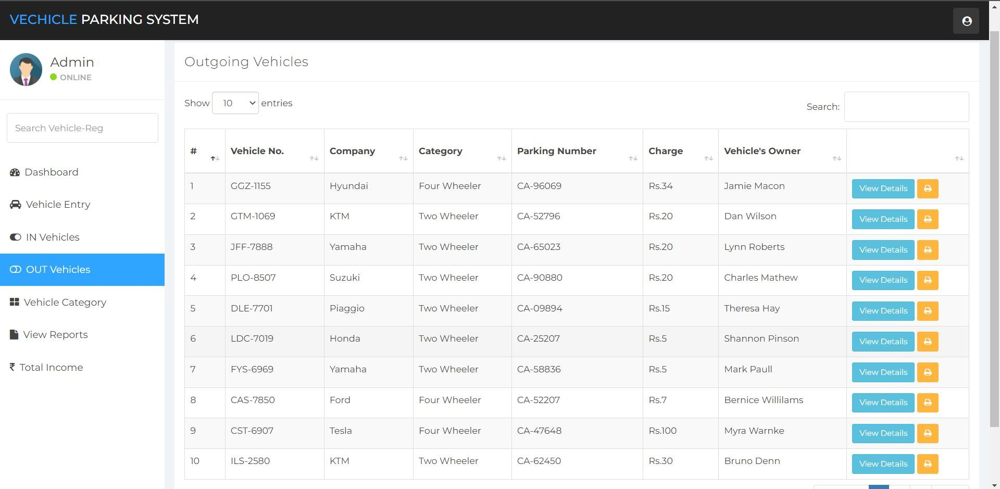 VECHICLE PARKING SYSTEM
Admin
ONLINE
Search Vehicle-Reg
Dashboard
Vehicle Entry
IN Vehicles
OUT Vehicles
Vehicle Category
View Reports
₹ Total Income
Outgoing Vehicles
Show 10 entries
Search:
# Vehicle No. Company Category Parking Number Charge Vehicle's Owner
1 GGZ-1155 Hyundai Four Wheeler CA-96069 Rs.34 Jamie Macon View Details
2 GTM-1069 KTM Two Wheeler CA-52796 Rs.20 Dan Wilson View Details
3 JFF-7888 Yamaha Two Wheeler CA-65023 Rs.20 Lynn Roberts View Details
4 PLO-8507 Suzuki Two Wheeler CA-90880 Rs.20 Charles Mathew View Details
5 DLE-7701 Piaggio Two Wheeler CA-09894 Rs.15 Theresa Hay View Details
6 LDC-7019 Honda Two Wheeler CA-25207 Rs.5 Shannon Pinson View Details
7 FYS-6969 Yamaha Two Wheeler CA-58836 Rs.5 Mark Paull View Details
8 CAS-7850 Ford Four Wheeler CA-52207 Rs.7 Bernice Willilams View Details
9 CST-6907 Tesla Four Wheeler CA-47648 Rs.100 Myra Warnke View Details
10 ILS-2580 KTM Two Wheeler CA-62450 Rs.30 Bruno Denn View Details